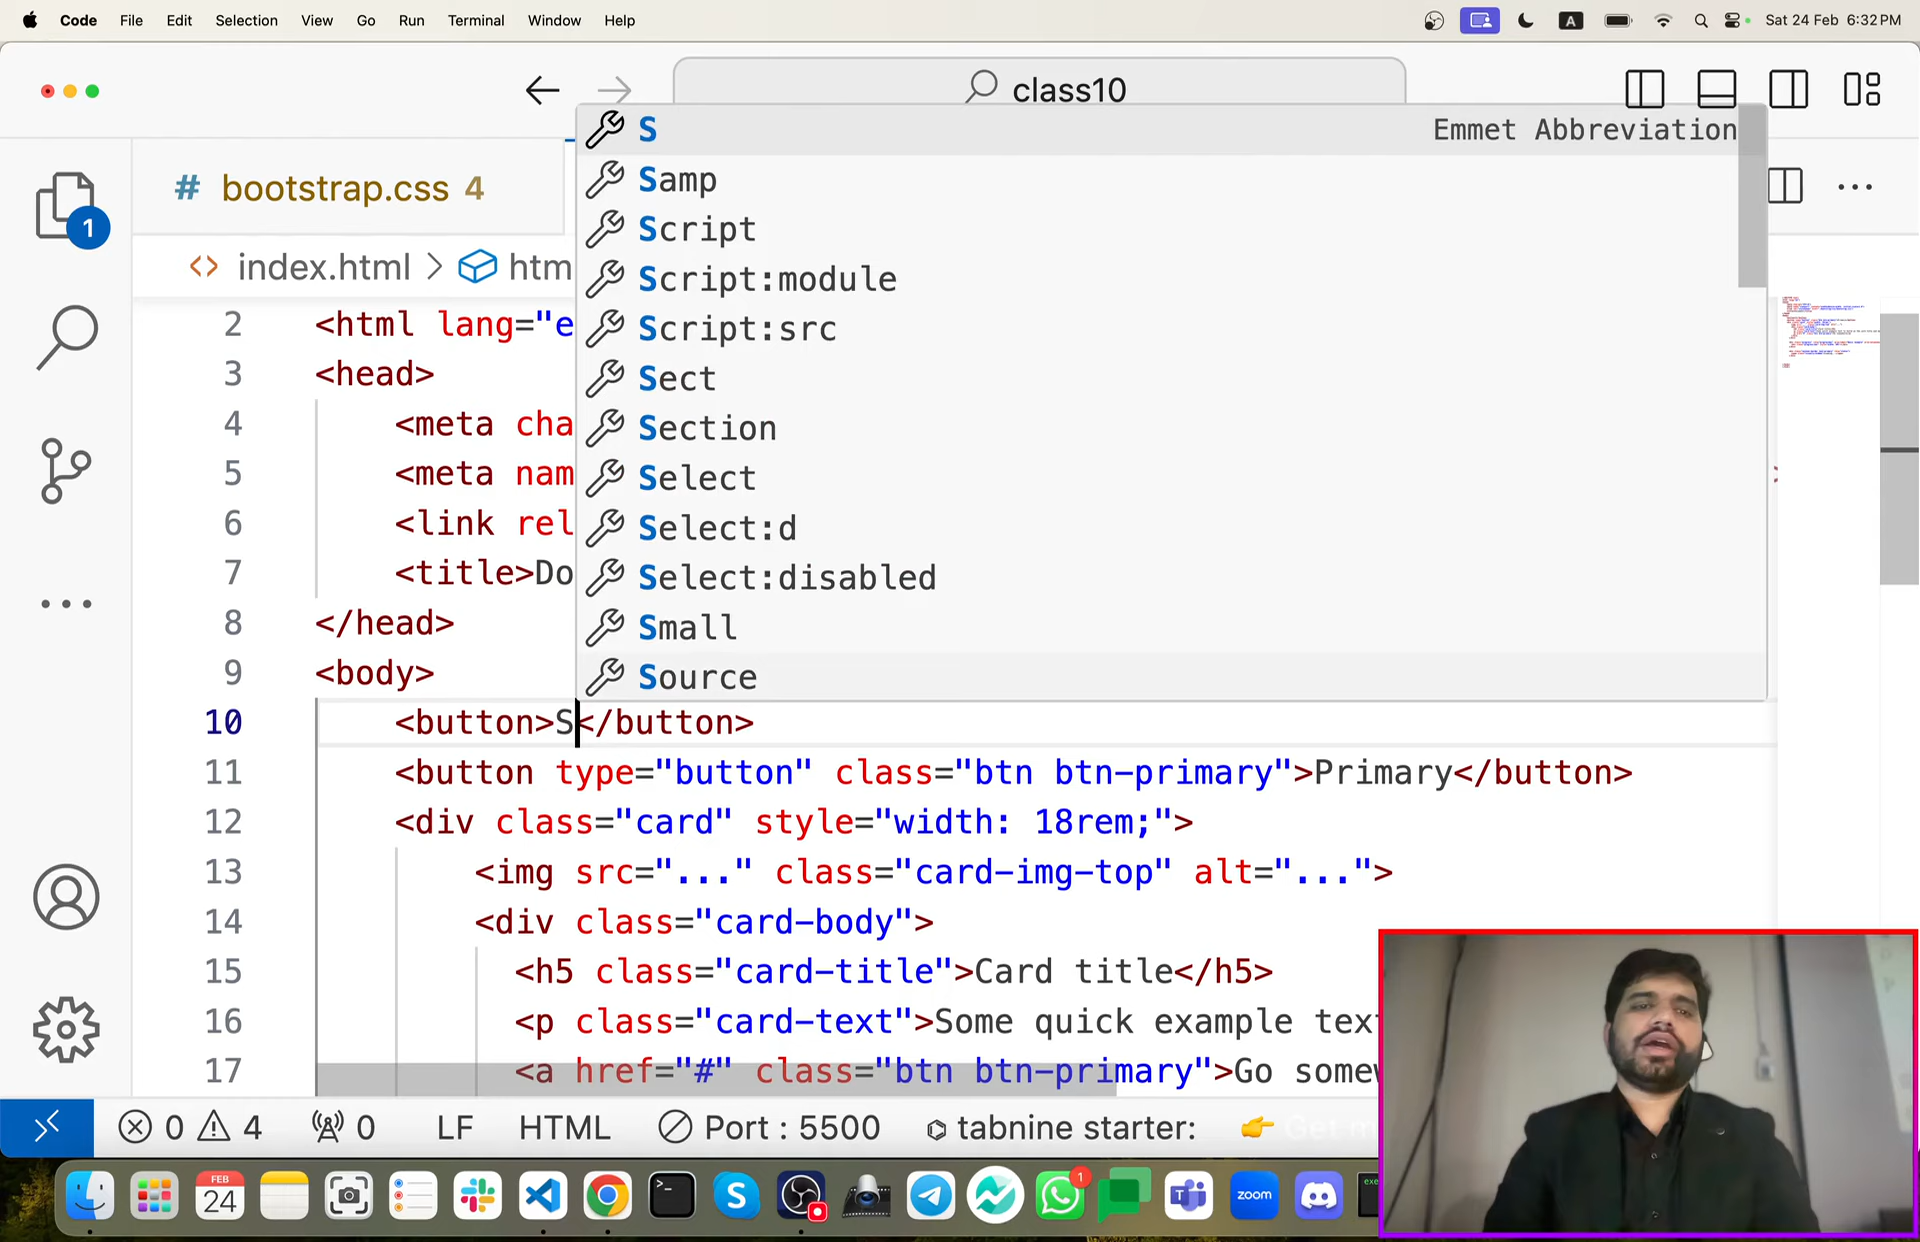 Code File Edit Selection View Go Run Terminal Window Help A Sat 24 Feb 6:32 PM
class10
S Emmet Abbreviation
Samp
Script
Script:module
Script:src
Sect
Section
Select
Select:d
Select:disabled
Small
Source
# bootstrap.css 4
1
<> index.html > htm
2 <html lang="e
3 <head>
4 <meta cha
5 <meta nam
6 <link rel
7 <title>Do
8 </head>
9 <body>
10 <button>S</button>
11 <button type="button" class="btn btn-primary">Primary</button>
12 <div class="card" style="width: 18rem;">
13 <img src="..." class="card-img-top" alt="...">
14 <div class="card-body">
15 <h5 class="card-title">Card title</h5>
16 <p class="card-text">Some quick example tex
17 <a href="#" class="btn btn-primary">Go some
0 4 0 LF HTML Port : 5500 tabnine starter: 👉 Get m
FEB
24
S
1
zoom
exe